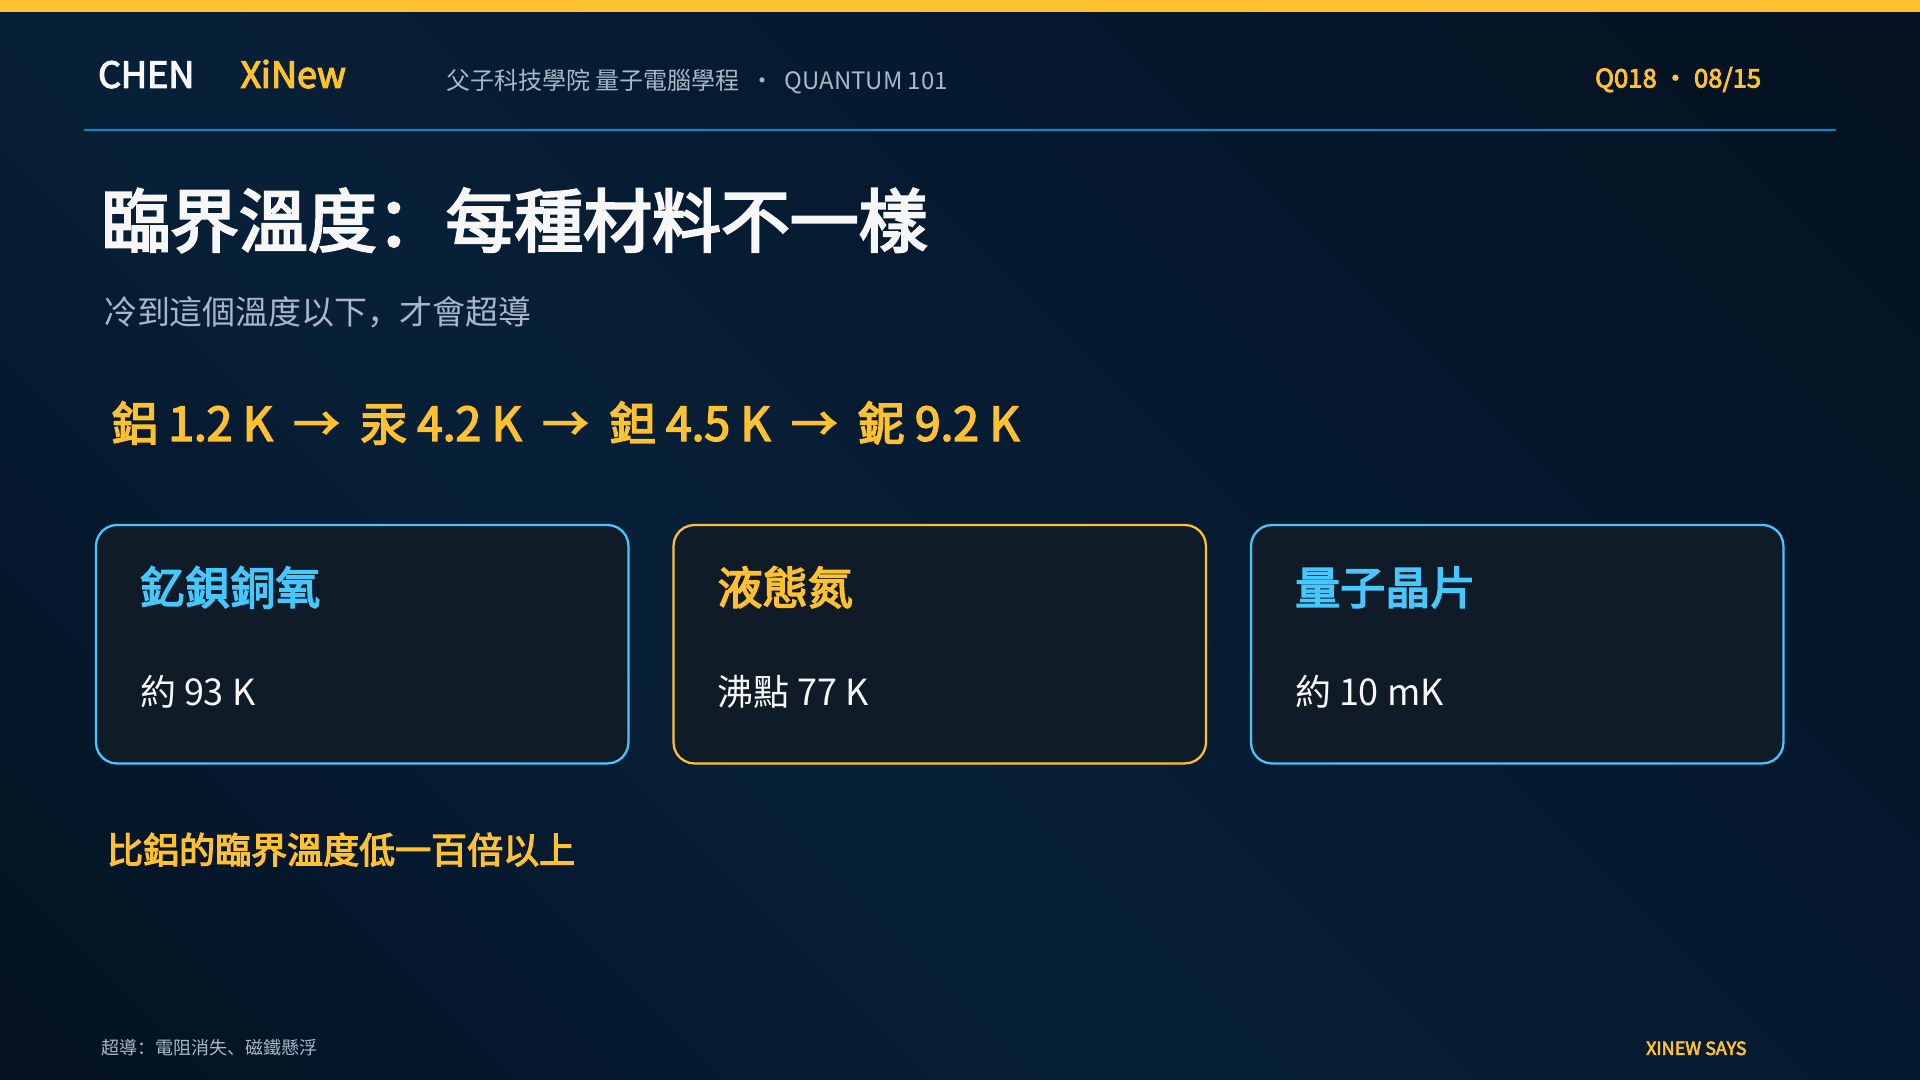 CHEN XiNew 父子科技學院 量子電腦學程 • QUANTUM 101 Q018 • 08/15
臨界溫度：每種材料不一樣
冷到這個溫度以下，才會超導
鋁 1.2 K → 汞 4.2 K → 鉭 4.5 K → 鈮 9.2 K
釔鋇銅氧 液態氮 量子晶片
約 93 K 沸點 77 K 約 10 mK
比鋁的臨界溫度低一百倍以上
超導：電阻消失、磁鐵懸浮 XINEW SAYS